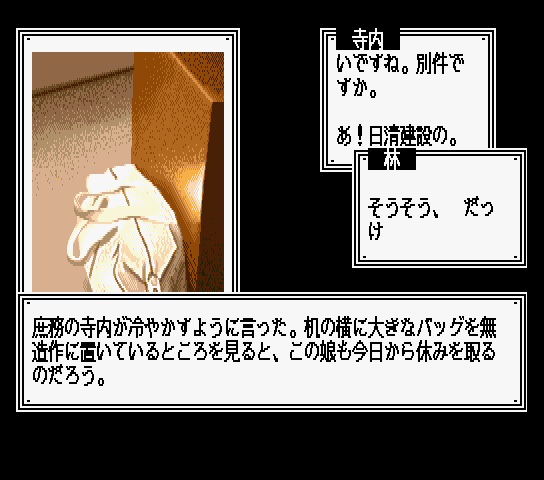 寺内
いですね。別件で
すか。
あ！日清建設の。
林
そうそう、　だっ
け
庶務の寺内が冷やかすように言った。机の横に大きなバッグを無
造作に置いているところを見ると、この娘も今日から休みを取る
のだろう。